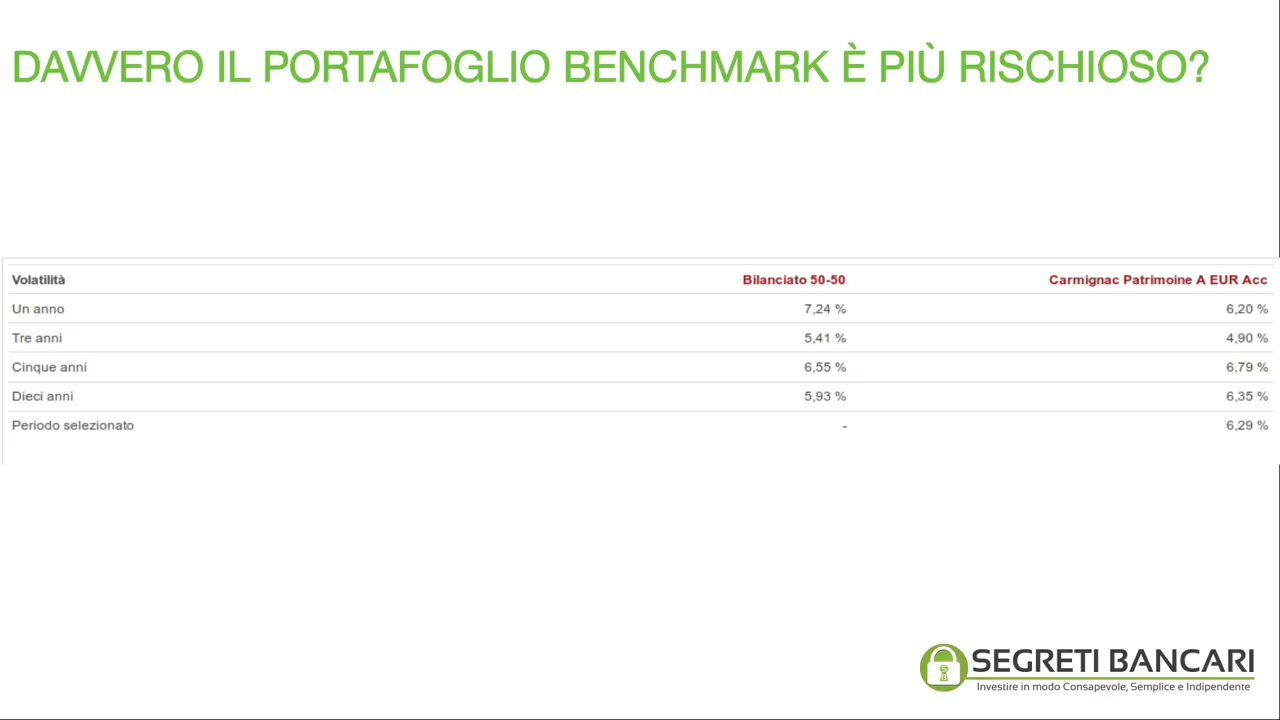 DAVVERO IL PORTAFOGLIO BENCHMARK È PIÙ RISCHIOSO?
Volatilità Bilanciato 50-50 Carmignac Patrimoine A EUR Acc
Un anno 7,24 % 6,20 %
Tre anni 5,41 % 4,90 %
Cinque anni 6,55 % 6,79 %
Dieci anni 5,93 % 6,35 %
Periodo selezionato - 6,29 %
SEGRETI BANCARI
Investire in modo Consapevole, Semplice e Indipendente